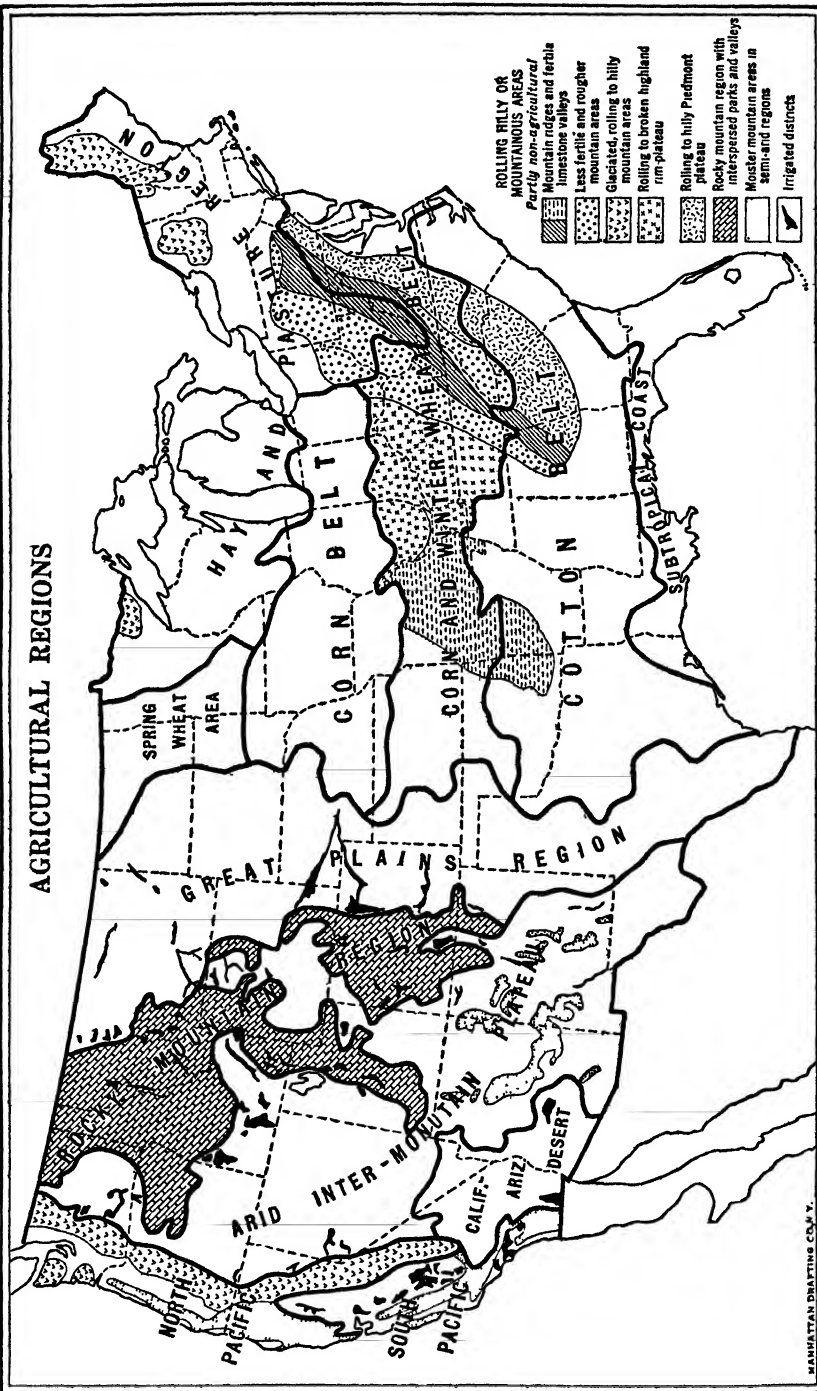 AGRICULTURAL REGIONS
HAY AND PASTURE REGION
SPRING
WHEAT
AREA
CORN BELT
CORN AND WINTER WHEAT BELT
COTTON BELT
SUBTROPICAL COAST
GREAT PLAINS REGION
ROCKY MOUNTAIN REGION
ARID INTER-MONUTAIN PLATEAU
CALIF.-
ARIZ.
DESERT
NORTH
PACIFIC
SOUTH
PACIFIC
ROLLING HILLY OR
MOUNTAINOUS AREAS
Partly non-agricultural
Mountain ridges and fertile
limestone valleys
Less fertile and rougher
mountain areas
Glaciated, rolling to hilly
mountain areas
Rolling to broken highland
rim-plateau
Rolling to hilly Piedmont
plateau
Rocky mountain region with
interspersed parks and valleys
Moister mountain areas in
semi-arid regions
Irrigated districts
MANHATTAN DRAFTING CO. N.Y.